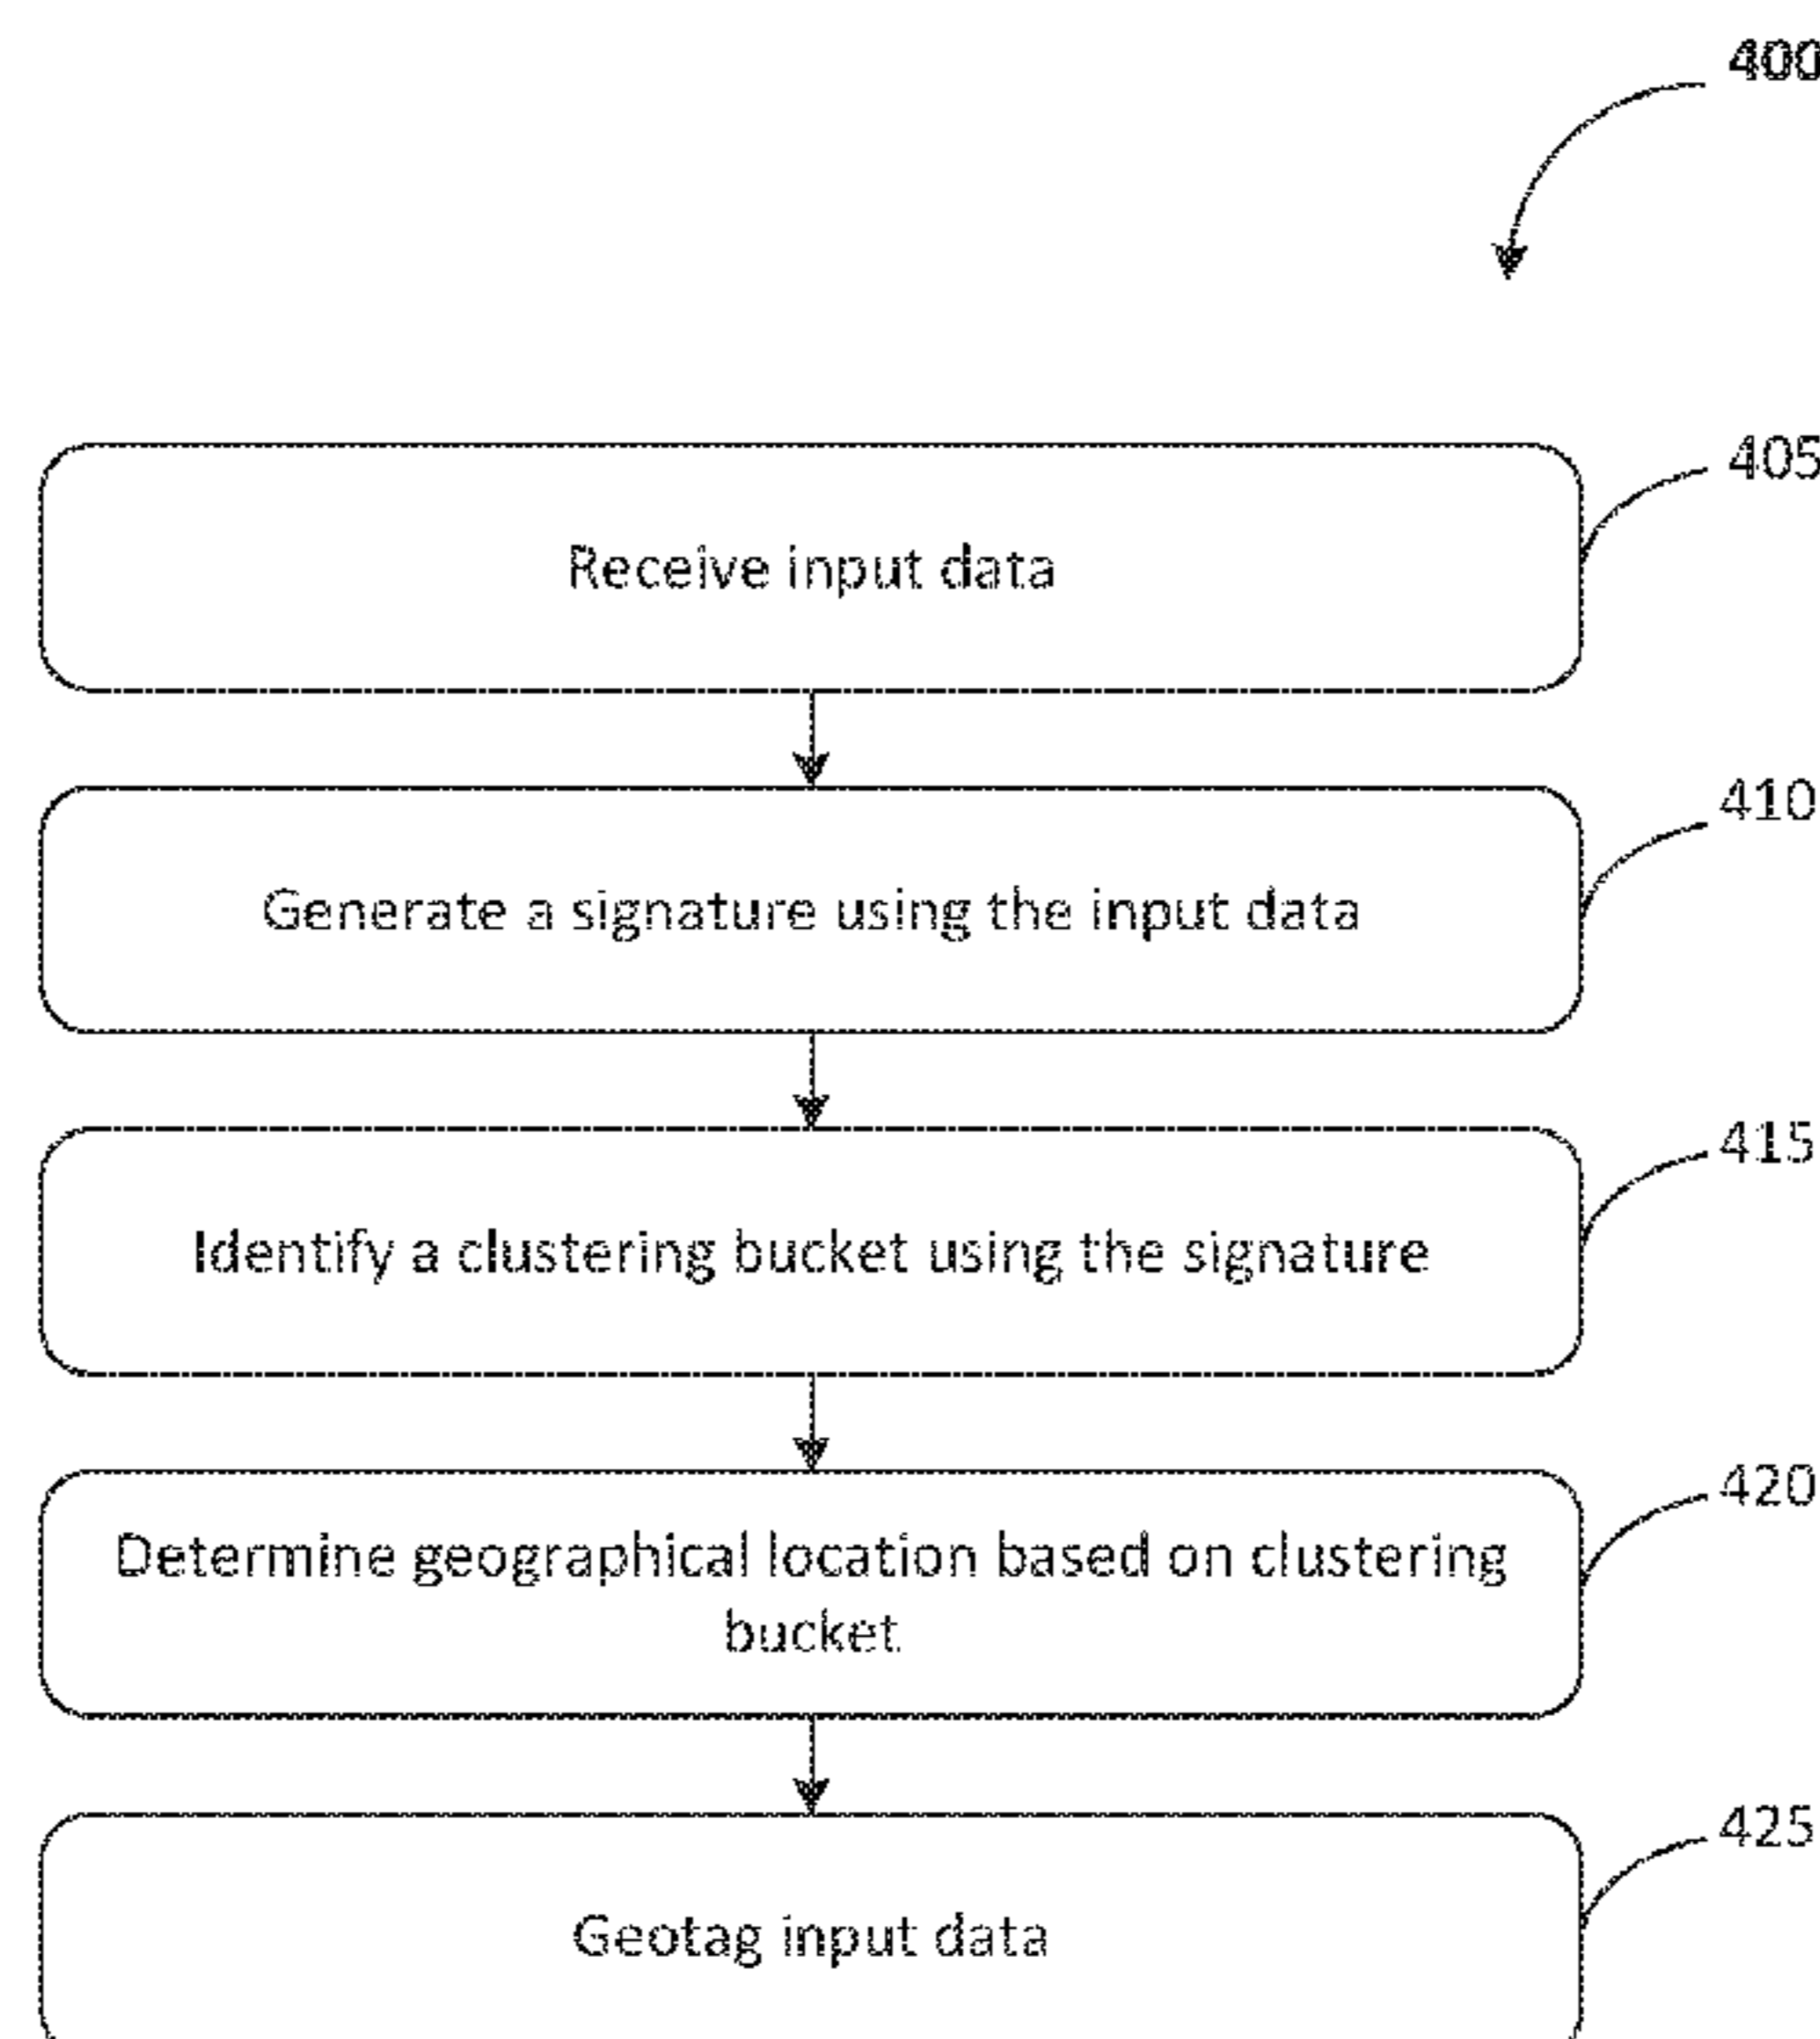 400
405
Receive input data
410
Generate a signature using the input data
415
Identify a clustering bucket using the signature
420
Determine geographical location based on clustering
bucket
425
Geotag input data